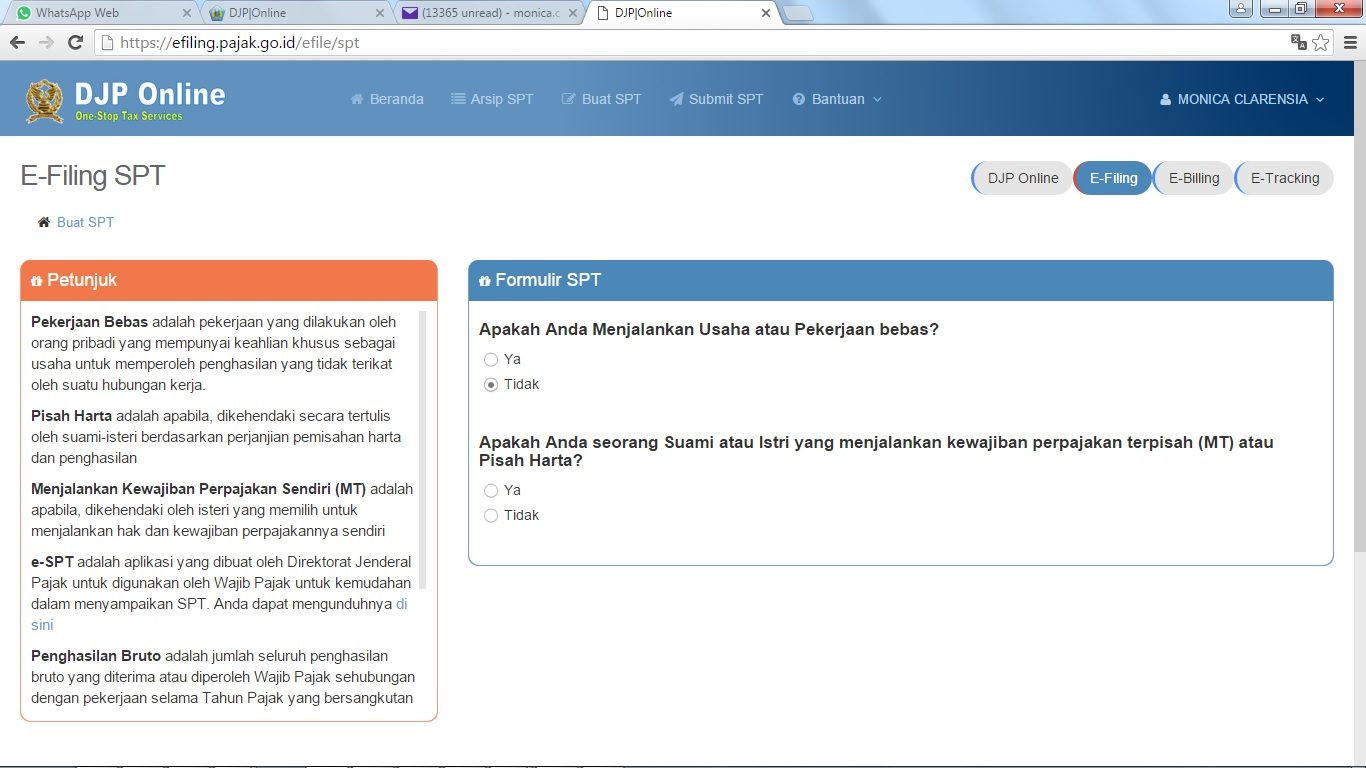 WhatsApp Web
DJP|Online
(13365 unread) - monica.c
DJP|Online
https://efiling.pajak.go.id/efile/spt
DJP Online
One-Stop Tax Services
Beranda
Arsip SPT
Buat SPT
Submit SPT
Bantuan
MONICA CLARENSIA
E-Filing SPT
DJP Online
E-Filing
E-Billing
E-Tracking
Buat SPT
Petunjuk
Pekerjaan Bebas adalah pekerjaan yang dilakukan oleh
orang pribadi yang mempunyai keahlian khusus sebagai
usaha untuk memperoleh penghasilan yang tidak terikat
oleh suatu hubungan kerja.
Pisah Harta adalah apabila, dikehendaki secara tertulis
oleh suami-isteri berdasarkan perjanjian pemisahan harta
dan penghasilan
Menjalankan Kewajiban Perpajakan Sendiri (MT) adalah
apabila, dikehendaki oleh isteri yang memilih untuk
menjalankan hak dan kewajiban perpajakannya sendiri
e-SPT adalah aplikasi yang dibuat oleh Direktorat Jenderal
Pajak untuk digunakan oleh Wajib Pajak untuk kemudahan
dalam menyampaikan SPT. Anda dapat mengunduhnya di
sini
Penghasilan Bruto adalah jumlah seluruh penghasilan
bruto yang diterima atau diperoleh Wajib Pajak sehubungan
dengan pekerjaan selama Tahun Pajak yang bersangkutan
Formulir SPT
Apakah Anda Menjalankan Usaha atau Pekerjaan bebas?
Ya
Tidak
Apakah Anda seorang Suami atau Istri yang menjalankan kewajiban perpajakan terpisah (MT) atau
Pisah Harta?
Ya
Tidak